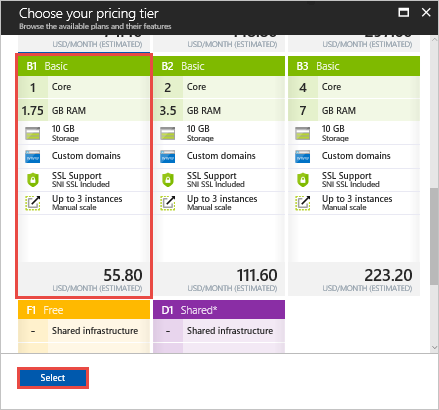 Choose your pricing tier
Browse the available plans and their features
USD/MONTH (ESTIMATED) USD/MONTH (ESTIMATED) USD/MONTH (ESTIMATED)
B1 Basic
1 Core
1.75 GB RAM
10 GB
Storage
Custom domains
SSL Support
SNI SSL Included
Up to 3 instances
Manual scale
55.80
USD/MONTH (ESTIMATED)
B2 Basic
2 Core
3.5 GB RAM
10 GB
Storage
Custom domains
SSL Support
SNI SSL Included
Up to 3 instances
Manual scale
111.60
USD/MONTH (ESTIMATED)
B3 Basic
4 Core
7 GB RAM
10 GB
Storage
Custom domains
SSL Support
SNI SSL Included
Up to 3 instances
Manual scale
223.20
USD/MONTH (ESTIMATED)
F1 Free
- Shared infrastructure
D1 Shared*
- Shared infrastructure
Select